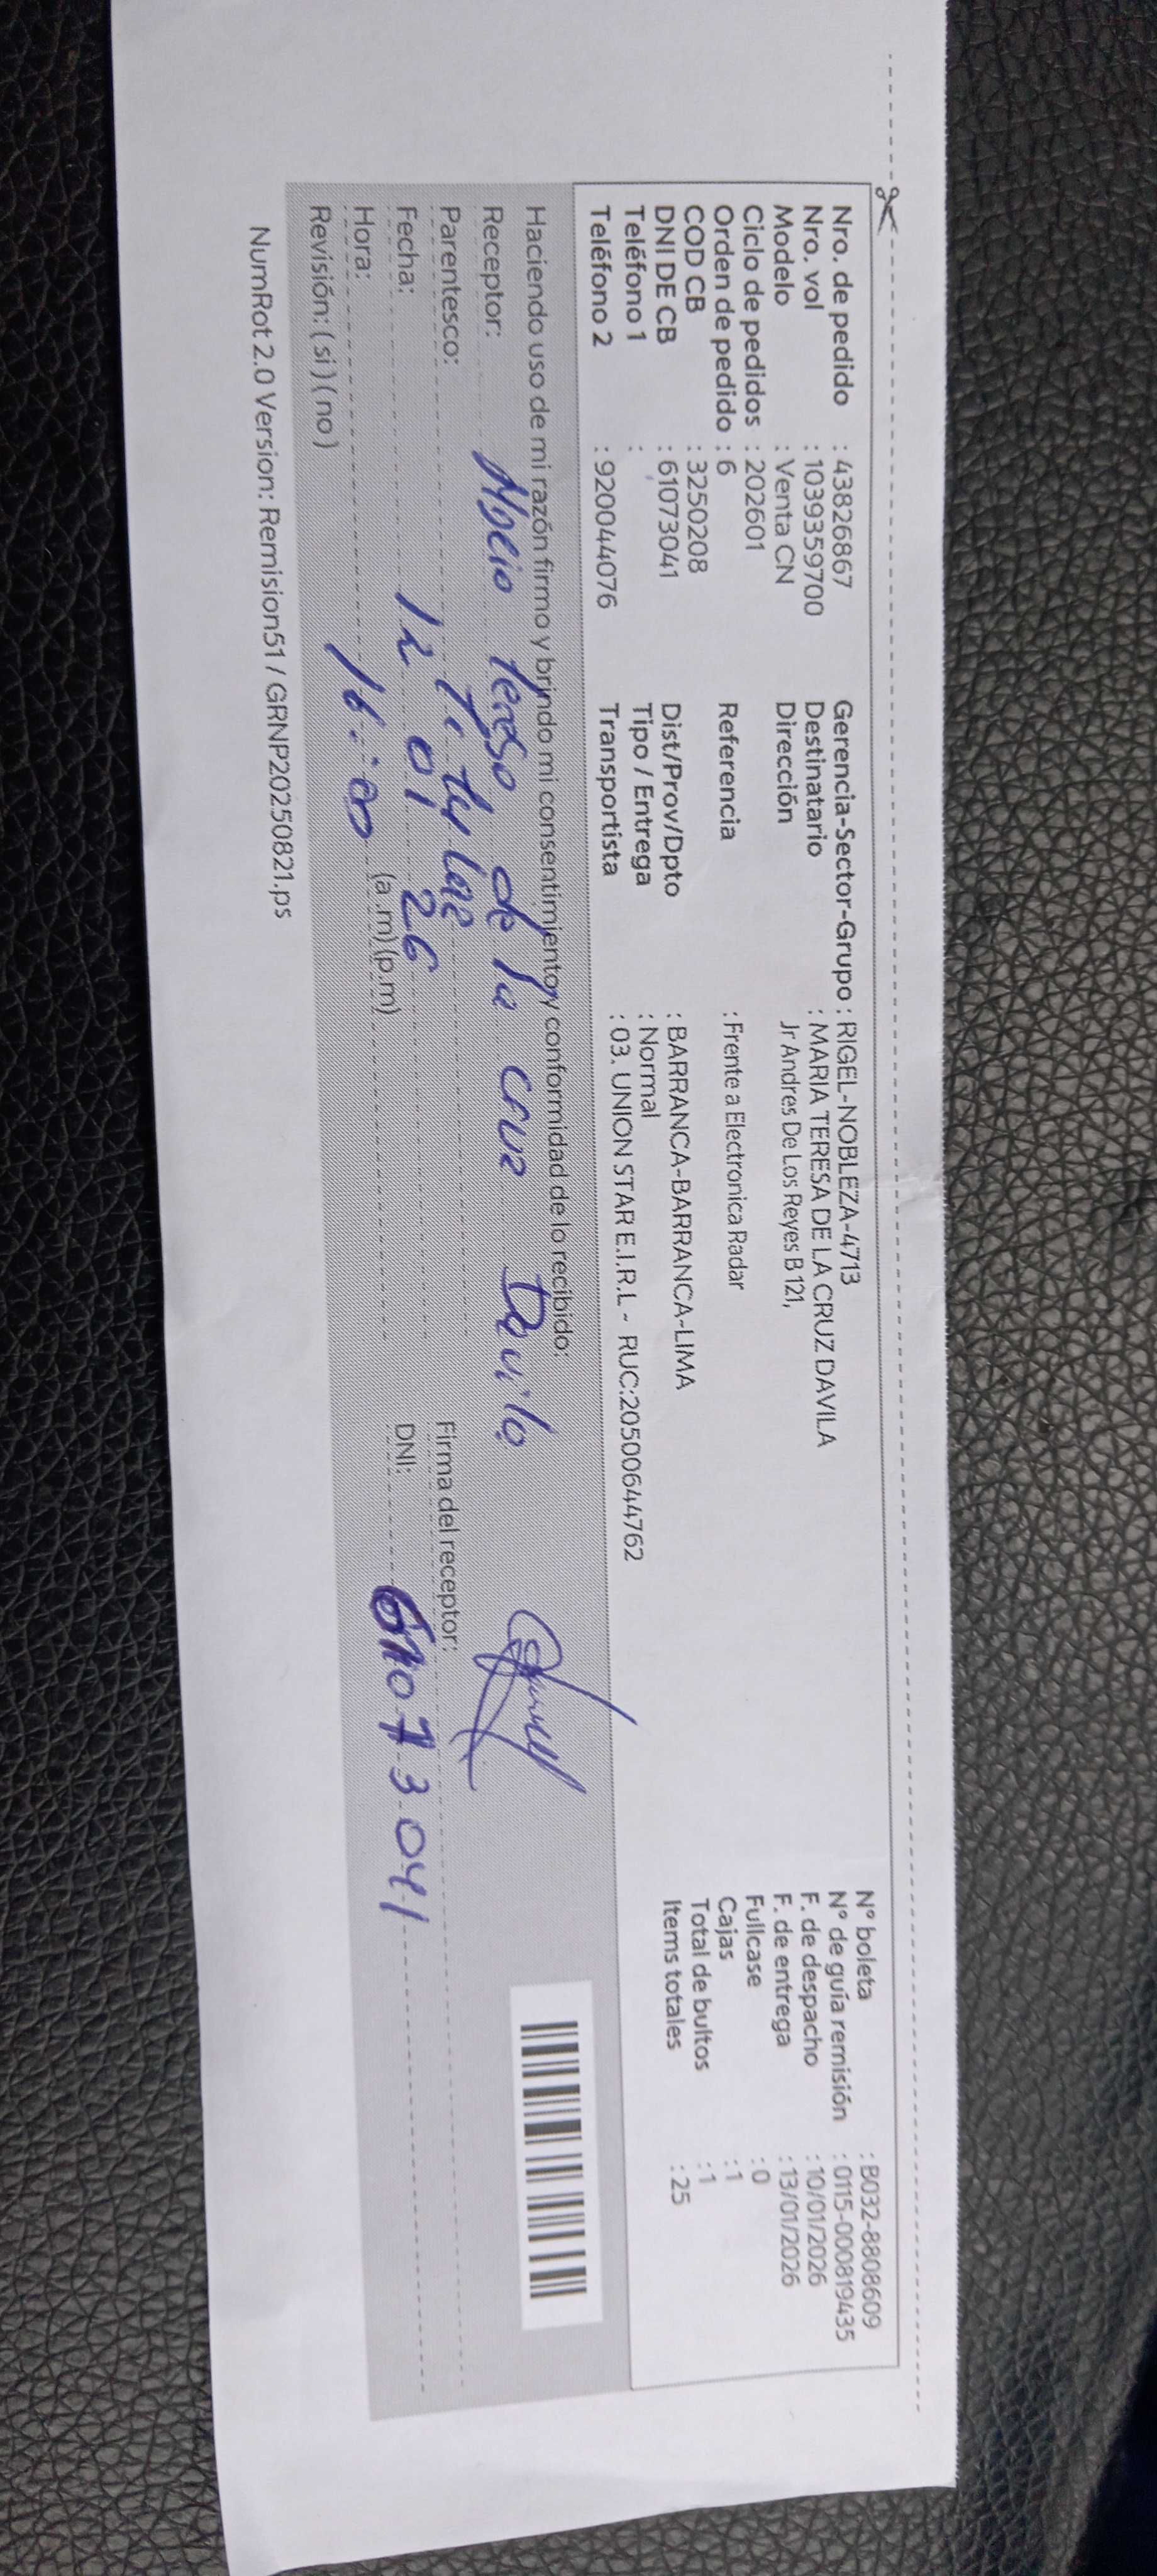 Nro. de pedido : 43826867
Nro. vol : 1039359700
Modelo : Venta CN
Ciclo de pedidos : 202601
Orden de pedido : 6
COD CB : 3250208
DNI DE CB : 61073041
Teléfono 1 :
Teléfono 2 : 920044076
Gerencia-Sector-Grupo : RIGEL-NOBLEZA-4713
Destinatario : MARIA TERESA DE LA CRUZ DAVILA
Dirección Jr Andres De Los Reyes B 121,
Referencia : Frente a Electronica Radar
Dist/Prov/Dpto : BARRANCA-BARRANCA-LIMA
Tipo / Entrega : Normal
Transportista : 03. UNION STAR E.I.R.L - RUC:20500644762
N° boleta : B032-8808609
N° de guía remisión : 0115-000819435
F. de despacho : 10/01/2026
F. de entrega : 13/01/2026
Fullcase : 0
Cajas : 1
Total de bultos : 1
Items totales : 25
Haciendo uso de mi razón firmo y brindo mi consentimiento y conformidad de lo recibido:
Receptor: Maria teresa de la cruz Davila
Parentesco: Titular
Fecha: 12 01 26
Hora: :00 (a.m)(p.m)
Revisión: ( si ) ( no )
Firma del receptor:
DNI: 61073041
NumRot 2.0 Version: Remision51 / GRNP20250821.ps